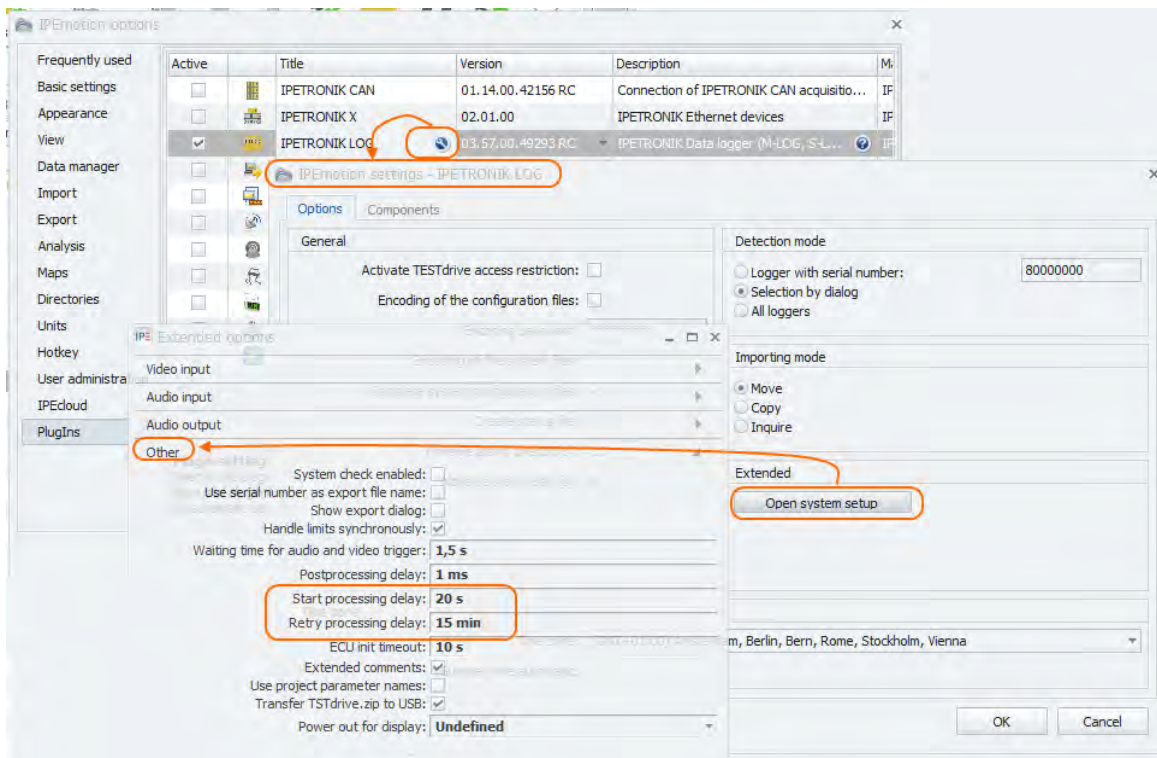 IPEmotion options
Frequently used
Basic settings
Appearance
View
Data manager
Import
Export
Analysis
Maps
Directories
Units
Hotkey
User administra
IPEcloud
PlugIns
Active Title Version Description
IPETRONIK CAN 01.14.00.42156 RC Connection of IPETRONIK CAN acquisitio... IF
IPETRONIK X 02.01.00 IPETRONIK Ethernet devices IF
IPETRONIK LOG 03.57.00.49293 RC IPETRONIK Data logger (M-LOG, S-L... IF
IPEmotion settings - IPETRONIK LOG
Options Components
General
Activate TESTdrive access restriction:
Encoding of the configuration files:
Detection mode
Logger with serial number: 80000000
Selection by dialog
All loggers
Importing mode
Move
Copy
Inquire
Extended
Open system setup
m, Berlin, Bern, Rome, Stockholm, Vienna
OK Cancel
IPE Extended options
Video input
Audio input
Audio output
Other
System check enabled:
Use serial number as export file name:
Show export dialog:
Handle limits synchronously:
Waiting time for audio and video trigger: 1,5 s
Postprocessing delay: 1 ms
Start processing delay: 20 s
Retry processing delay: 15 min
ECU init timeout: 10 s
Extended comments:
Use project parameter names:
Transfer TSTdrive.zip to USB:
Power out for display: Undefined